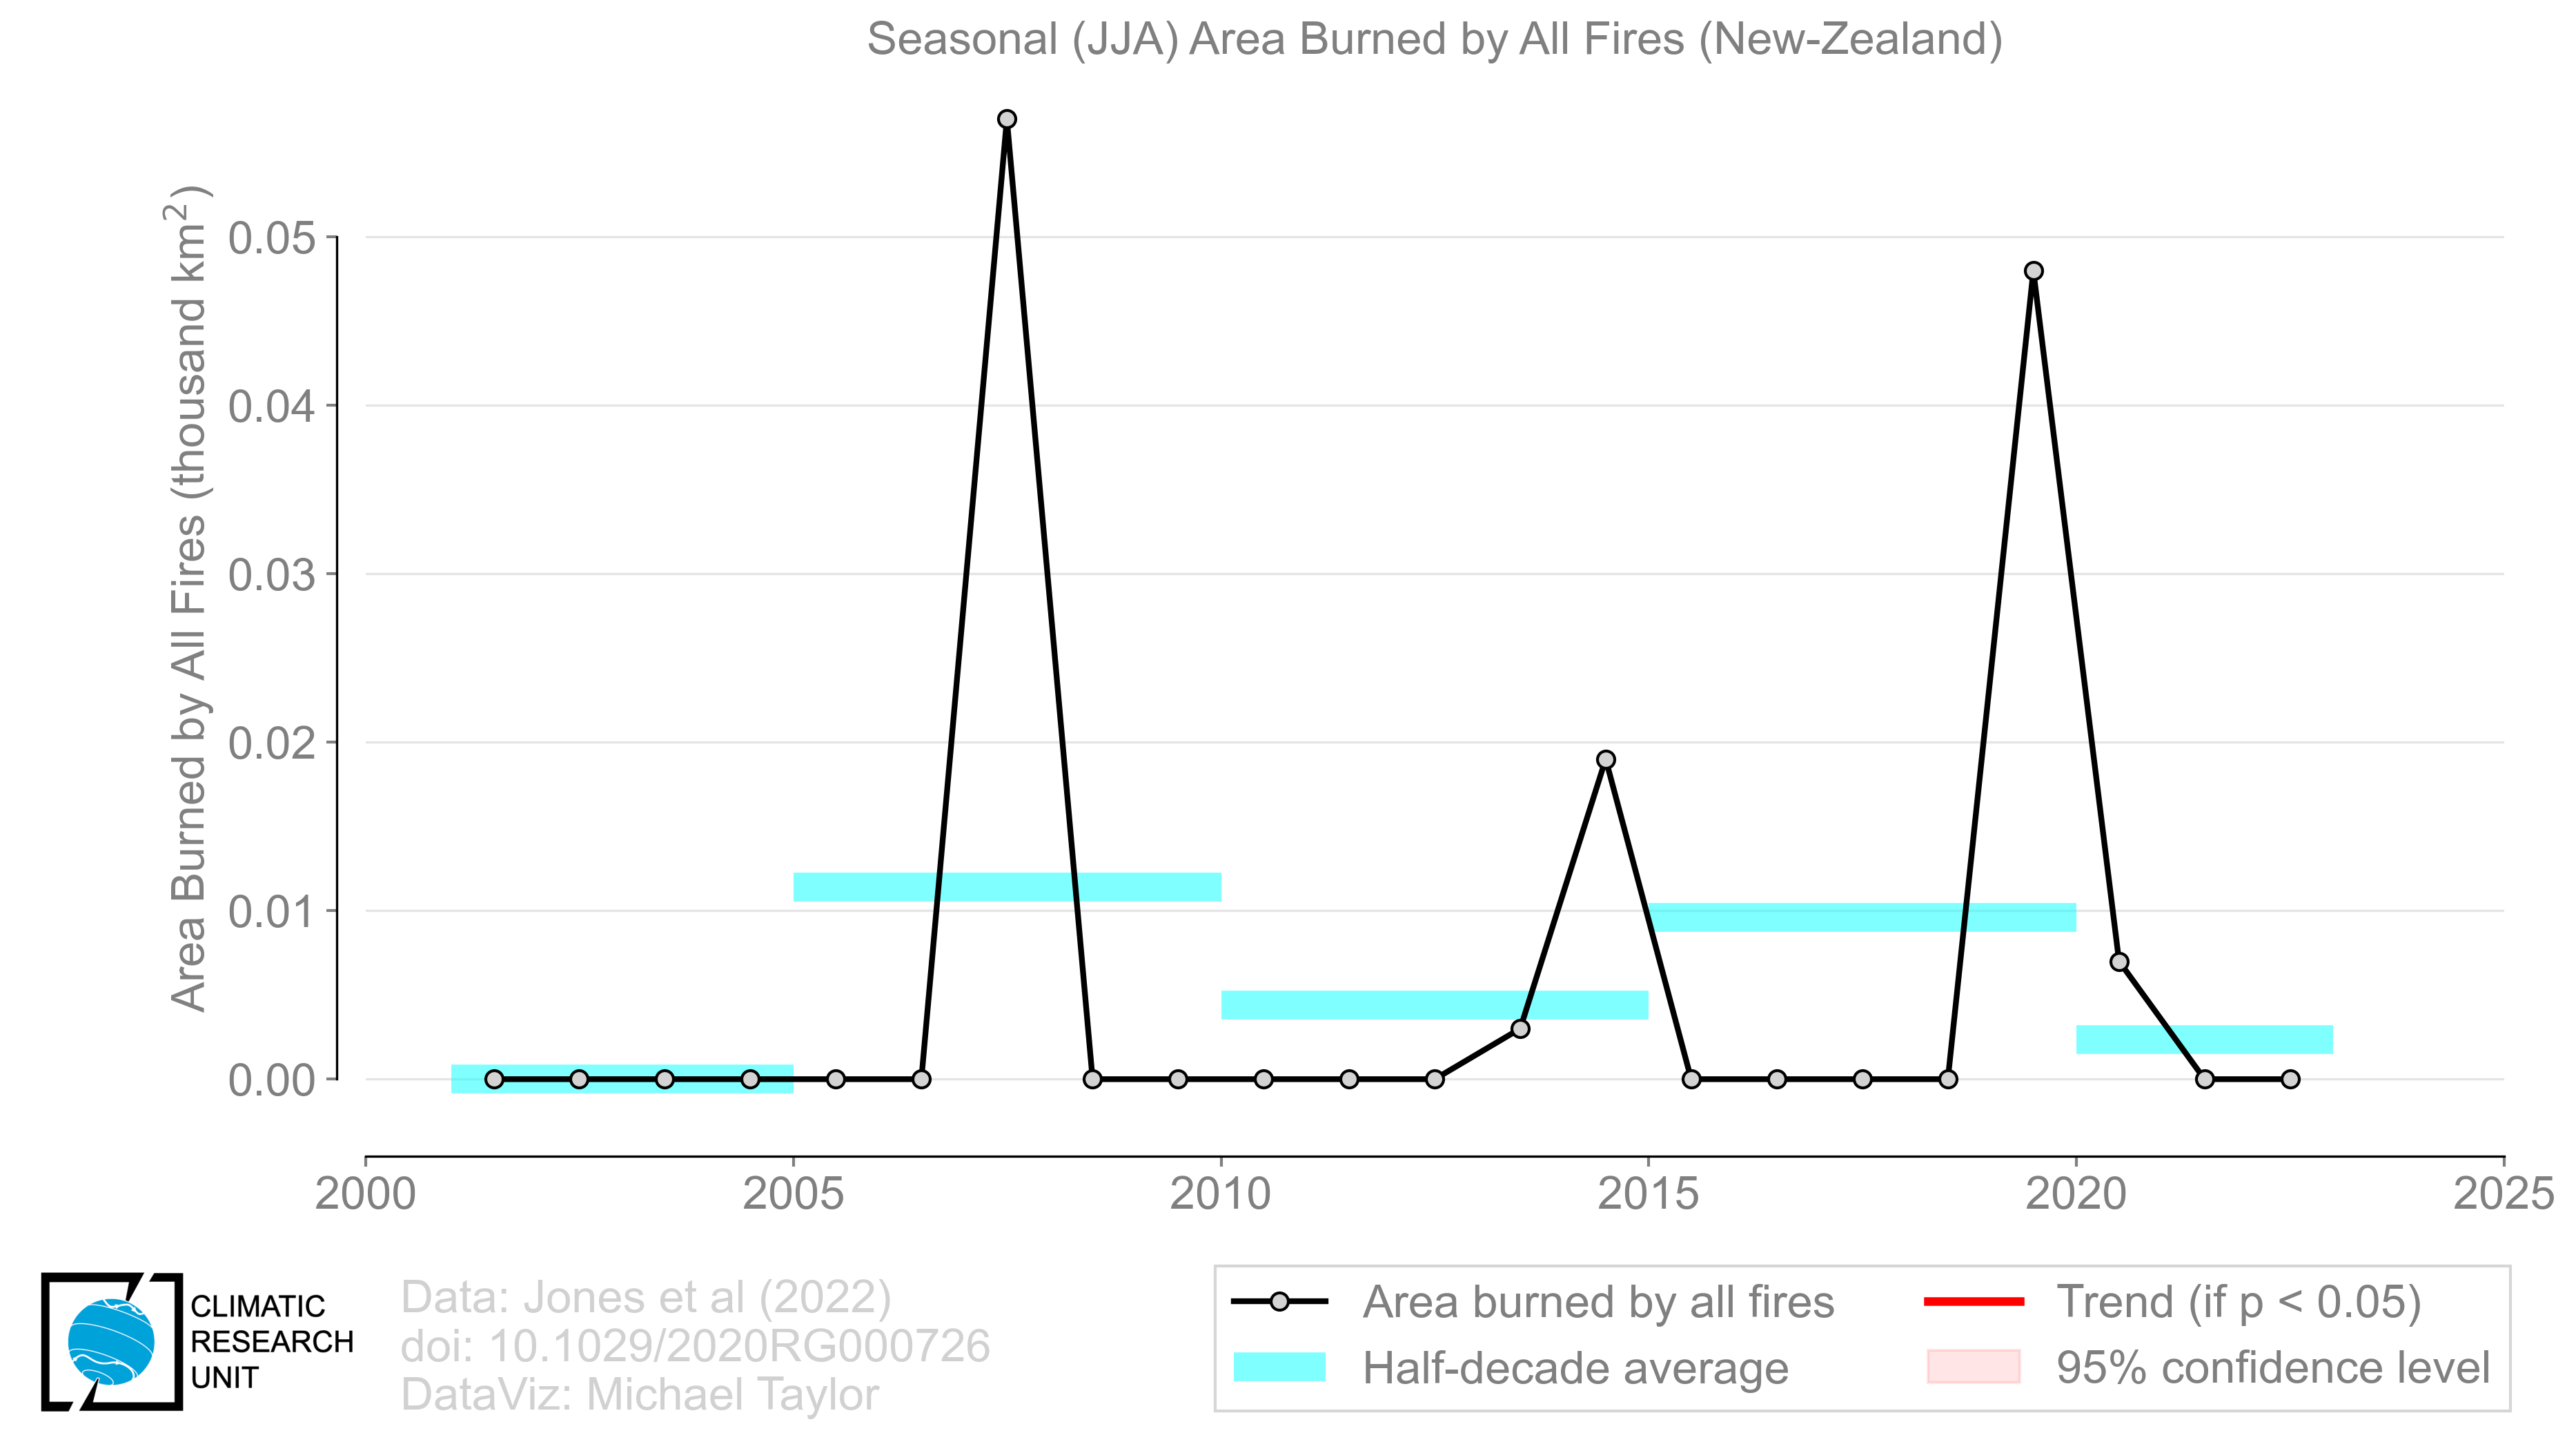 Seasonal (JJA) Area Burned by All Fires (New-Zealand)
Area Burned by All Fires (thousand km²)
0.05
0.04
0.03
0.02
0.01
0.00
2000 2005 2010 2015 2020 2025
CLIMATIC
RESEARCH
UNIT
Data: Jones et al (2022)
doi: 10.1029/2020RG000726
DataViz: Michael Taylor
Area burned by all fires
Half-decade average
Trend (if p < 0.05)
95% confidence level